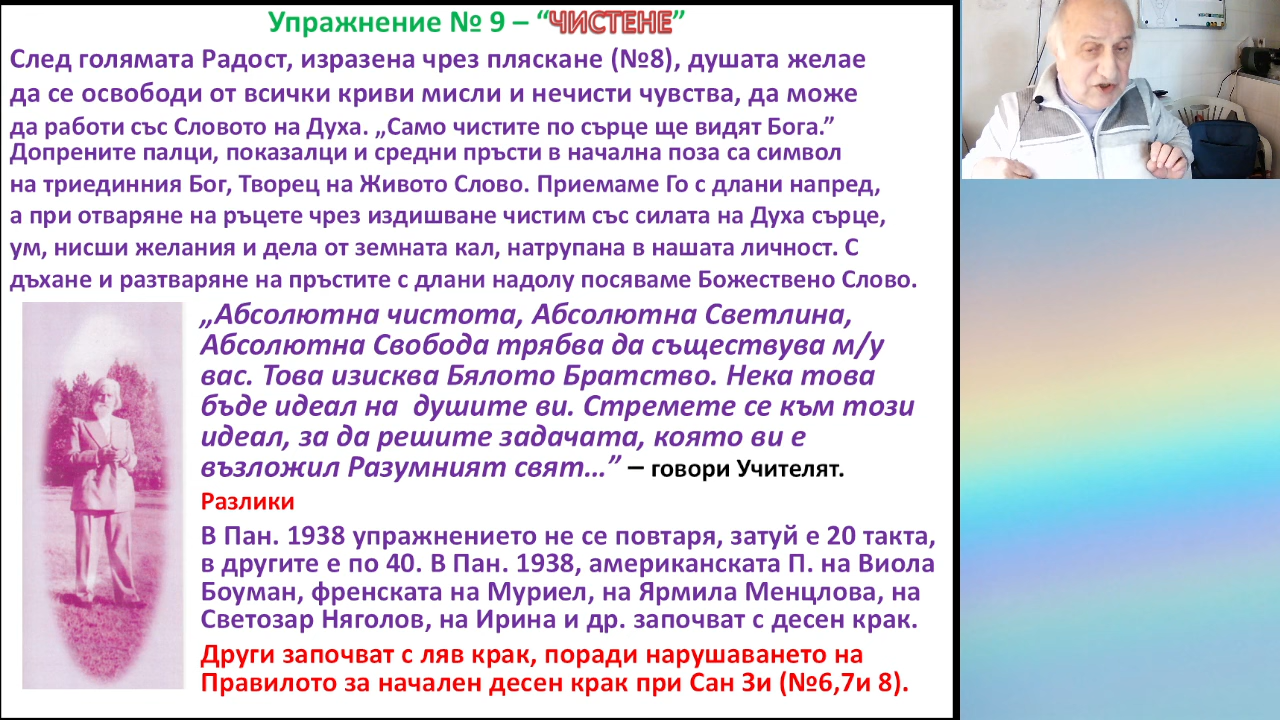 Упражнение № 9 – “ЧИСТЕНЕ”
След голямата Радост, изразена чрез пляскане (№8), душата желае
да се освободи от всички криви мисли и нечисти чувства, да може
да работи със Словото на Духа. „Само чистите по сърце ще видят Бога.”
Допрените палци, показалци и средни пръсти в начална поза са символ
на триединния Бог, Творец на Живото Слово. Приемаме Го с длани напред,
а при отваряне на ръцете чрез издишване чистим със силата на Духа сърце,
ум, нисши желания и дела от земната кал, натрупана в нашата личност. С
дъхане и разтваряне на пръстите с длани надолу посяваме Божествено Слово.
„Абсолютна чистота, Абсолютна Светлина,
Абсолютна Свобода трябва да съществува м/у
вас. Това изисква Бялото Братство. Нека това
бъде идеал на душите ви. Стремете се към този
идеал, за да решите задачата, която ви е
възложил Разумният свят…” – говори Учителят.
Разлики
В Пан. 1938 упражнението не се повтаря, затуй е 20 такта,
в другите е по 40. В Пан. 1938, американската П. на Виола
Боуман, френската на Муриел, на Ярмила Менцлова, на
Светозар Няголов, на Ирина и др. започват с десен крак.
Други започват с ляв крак, поради нарушаването на
Правилото за начален десен крак при Сан 3и (№6,7и 8).